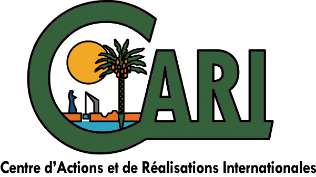 CARI
Centre d'Actions et de Réalisations Internationales